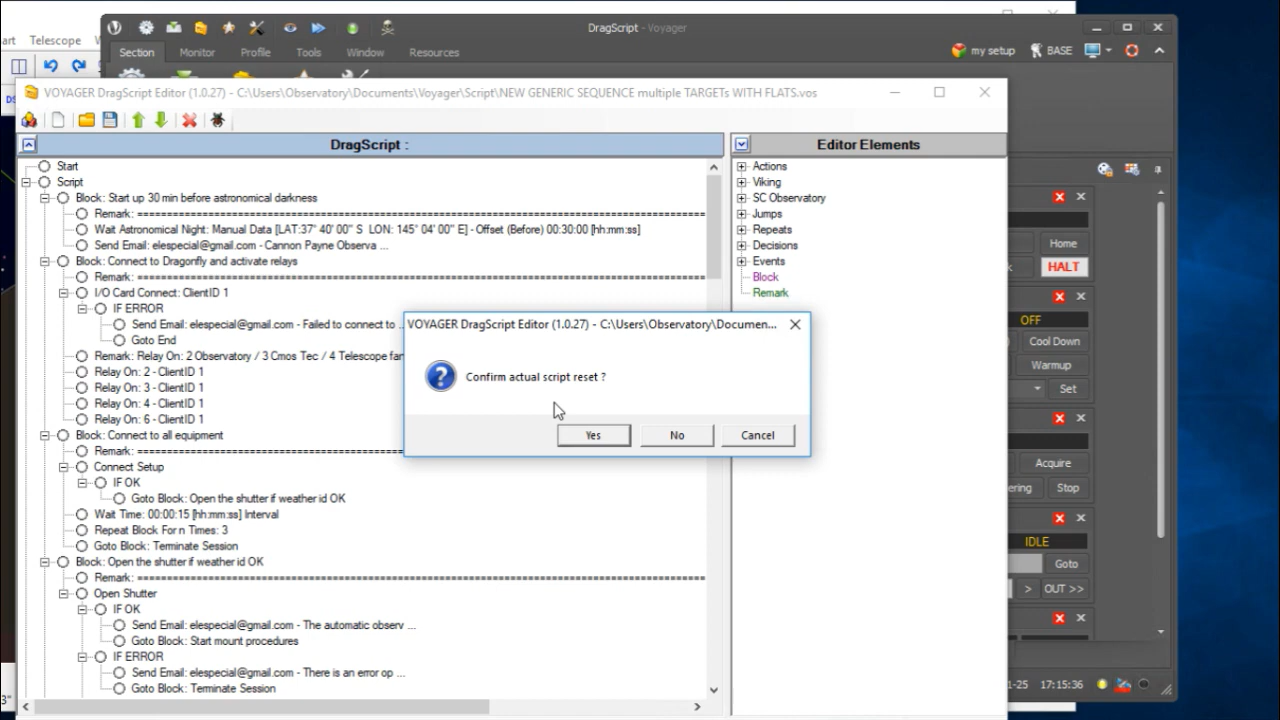 DragScript - Voyager
art Telescope
Section Monitor Profile Tools Window Resources
my setup BASE
VOYAGER DragScript Editor (1.0.27) - C:\Users\Observatory\Documents\Voyager\Script\NEW GENERIC SEQUENCE multiple TARGETs WITH FLATS.vos
DragScript :
Start
Script
Block: Start up 30 min before astronomical darkness
Remark: ================================================================
Wait Astronomical Night: Manual Data [LAT:37° 40' 00'' S LON: 145° 04' 00'' E] - Offset (Before) 00:30:00 [hh:mm:ss]
Send Email: elespecial@gmail.com - Cannon Payne Observa ...
Block: Connect to Dragonfly and activate relays
Remark: ================================================================
I/O Card Connect: ClientID 1
IF ERROR
Send Email: elespecial@gmail.com - Failed to connect to ...
Goto End
Remark: Relay On: 2 Observatory / 3 Cmos Tec / 4 Telescope fan
Relay On: 2 - ClientID 1
Relay On: 3 - ClientID 1
Relay On: 4 - ClientID 1
Relay On: 6 - ClientID 1
Block: Connect to all equipment
Remark: ==============================
Connect Setup
IF OK
Goto Block: Open the shutter if weather id OK
Wait Time: 00:00:15 [hh:mm:ss] Interval
Repeat Block For n Times: 3
Goto Block: Terminate Session
Block: Open the shutter if weather id OK
Remark: ================================================================
Open Shutter
IF OK
Send Email: elespecial@gmail.com - The automatic observ ...
Goto Block: Start mount procedures
IF ERROR
Send Email: elespecial@gmail.com - There is an error op ...
Goto Block: Terminate Session
Editor Elements
Actions
Viking
SC Observatory
Jumps
Repeats
Decisions
Events
Block
Remark
VOYAGER DragScript Editor (1.0.27) - C:\Users\Observatory\Documen...
Confirm actual script reset ?
Yes No Cancel
Home
HALT
OFF
Cool Down
Warmup
Set
Acquire
ering Stop
IDLE
Goto
> OUT >>
1-25 17:15:36
3"